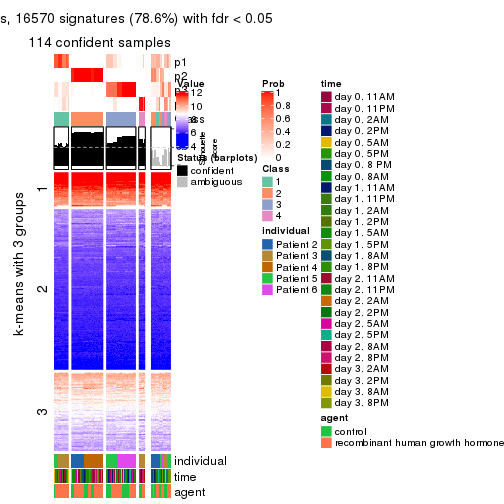 s, 16570 signatures (78.6%) with fdr < 0.05
114 confident samples
p1
p2
p3
Value
12
10
8
6
4
Silhouette
score
Status (barplots)
confident
ambiguous
Prob
1
0.8
0.6
0.4
0.2
0
Class
1
2
3
4
individual
Patient 2
Patient 3
Patient 4
Patient 5
Patient 6
time
day 0. 11AM
day 0. 11PM
day 0. 2AM
day 0. 2PM
day 0. 5AM
day 0. 5PM
day 0. 8 PM
day 0. 8AM
day 1. 11AM
day 1. 11PM
day 1. 2AM
day 1. 2PM
day 1. 5AM
day 1. 5PM
day 1. 8AM
day 1. 8PM
day 2. 11AM
day 2. 11PM
day 2. 2AM
day 2. 2PM
day 2. 5AM
day 2. 5PM
day 2. 8AM
day 2. 8PM
day 3. 2AM
day 3. 2PM
day 3. 8AM
day 3. 8PM
agent
control
recombinant human growth hormone
k-means with 3 groups
1
2
3
individual
time
agent